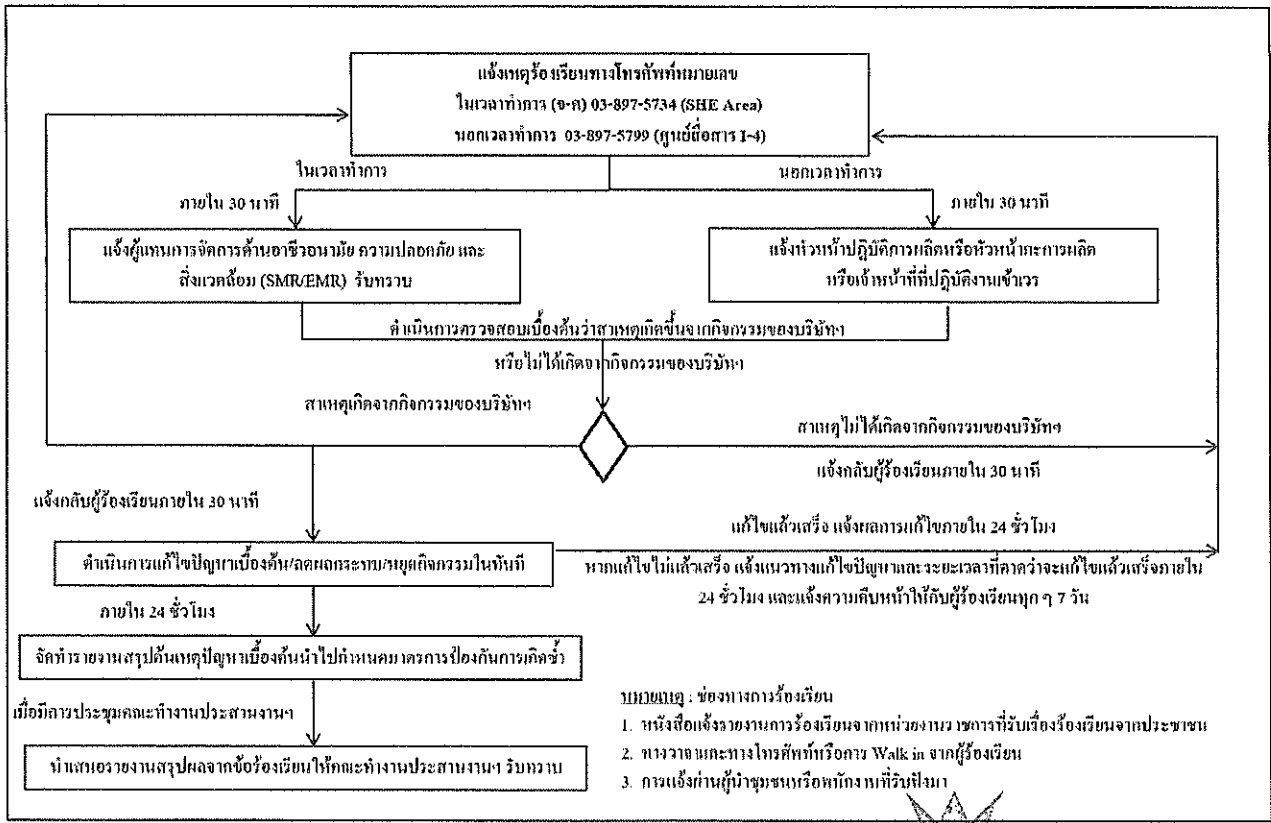 แจ้งเหตุร้องเรียนทางโทรศัพท์หมายเลข
ในเวลาทำการ (จ-ศ) 03-897-5734 (SHE Area)
นอกเวลาทำการ 03-897-5799 (ศูนย์สื่อสาร I-4)
ในเวลาทำการ
นอกเวลาทำการ
ภายใน 30 นาที
ภายใน 30 นาที
แจ้งผู้แทนการจัดการด้านอาชีวอนามัย ความปลอดภัย และ
สิ่งแวดล้อม (SMR/EMR) รับทราบ
แจ้งหัวหน้าปฏิบัติการผลิตหรือหัวหน้ากะการผลิต
หรือเจ้าหน้าที่ที่ปฏิบัติงานเข้าเวร
ดำเนินการตรวจสอบเบื้องต้นว่าสาเหตุเกิดขึ้นจากกิจกรรมของบริษัทฯ
หรือไม่ได้เกิดจากกิจกรรมของบริษัทฯ
สาเหตุเกิดจากกิจกรรมของบริษัทฯ
สาเหตุไม่ได้เกิดจากกิจกรรมของบริษัทฯ
แจ้งกลับผู้ร้องเรียนภายใน 30 นาที
แจ้งกลับผู้ร้องเรียนภายใน 30 นาที
แก้ไขแล้วเสร็จ แจ้งผลการแก้ไขภายใน 24 ชั่วโมง
ดำเนินการแก้ไขปัญหาเบื้องต้น/ลดผลกระทบ/หยุดกิจกรรมในทันที
หากแก้ไขไม่แล้วเสร็จ แจ้งแนวทางแก้ไขปัญหาและระยะเวลาที่คาดว่าจะแก้ไขแล้วเสร็จภายใน
24 ชั่วโมง และแจ้งความคืบหน้าให้กับผู้ร้องเรียนทุก ๆ 7 วัน
ภายใน 24 ชั่วโมง
จัดทำรายงานสรุปต้นเหตุปัญหาเบื้องต้นนำไปกำหนดมาตรการป้องกันการเกิดซ้ำ
เมื่อมีการประชุมคณะทำงานประสานงานฯ
นำเสนอรายงานสรุปผลจากข้อร้องเรียนให้คณะทำงานประสานงานฯ รับทราบ
หมายเหตุ : ช่องทางการร้องเรียน
1. หนังสือแจ้งรายงานการร้องเรียนจากหน่วยงานราชการที่รับเรื่องร้องเรียนจากประชาชน
2. ทางวาจาและทางโทรศัพท์หรือการ Walk in จากผู้ร้องเรียน
3. การแจ้งผ่านผู้นำชุมชนหรือพนักงานที่รับฟังมา